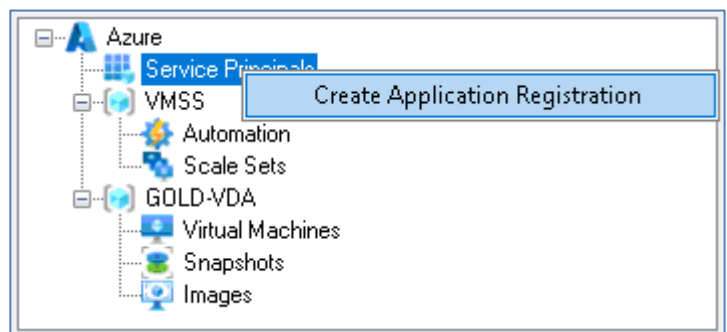 Azure
Service Principals
Create Application Registration
VMSS
Automation
Scale Sets
GOLD-VDA
Virtual Machines
Snapshots
Images